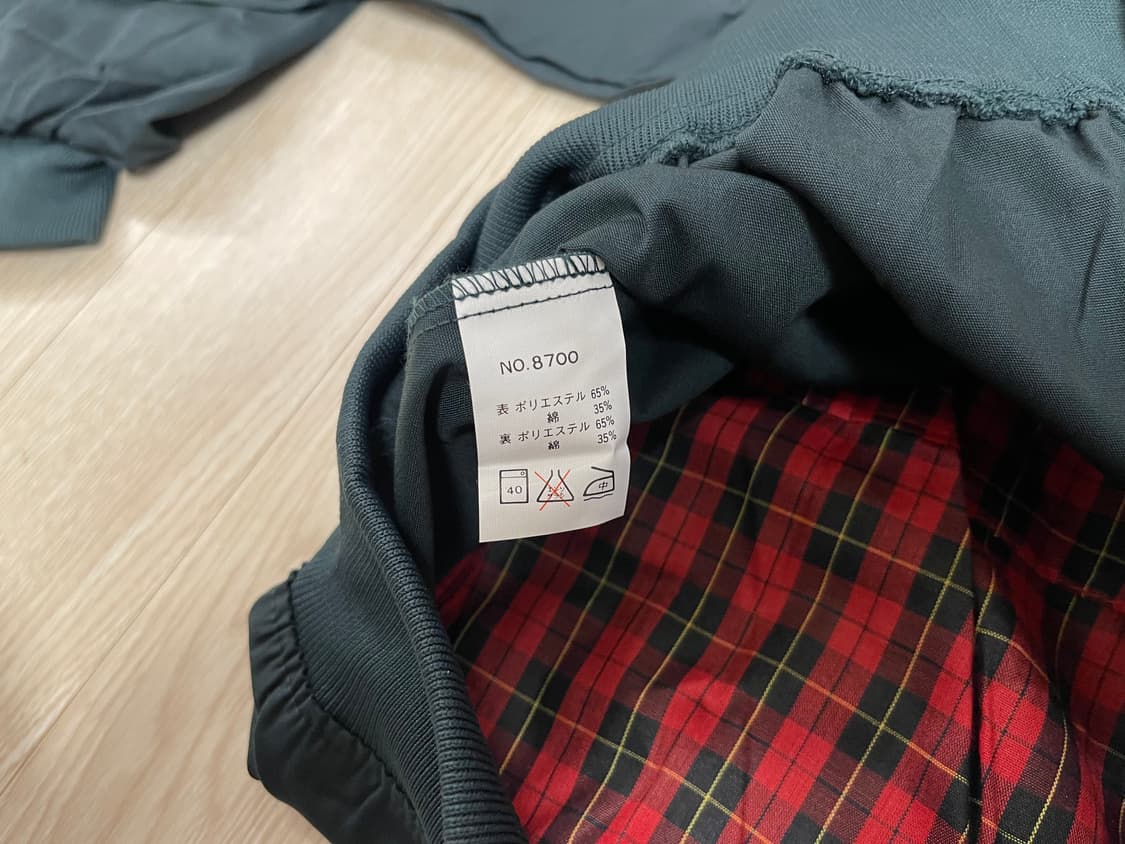 NO.8700
表 ポリエステル 65%
綿 35%
裏 ポリエステル 65%
綿 35%
40 中